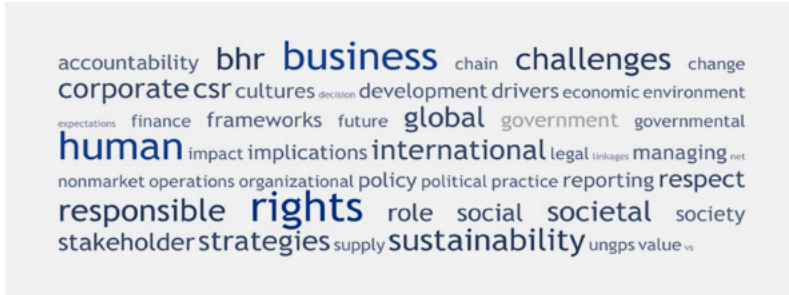 accountability bhr business chain challenges change
corporate csr cultures decision development drivers economic environment
expectations finance frameworks future global government governmental
human impact implications international legal linkages managing net
nonmarket operations organizational policy political practice reporting respect
responsible rights role social societal society
stakeholder strategies supply sustainability ungps value vs